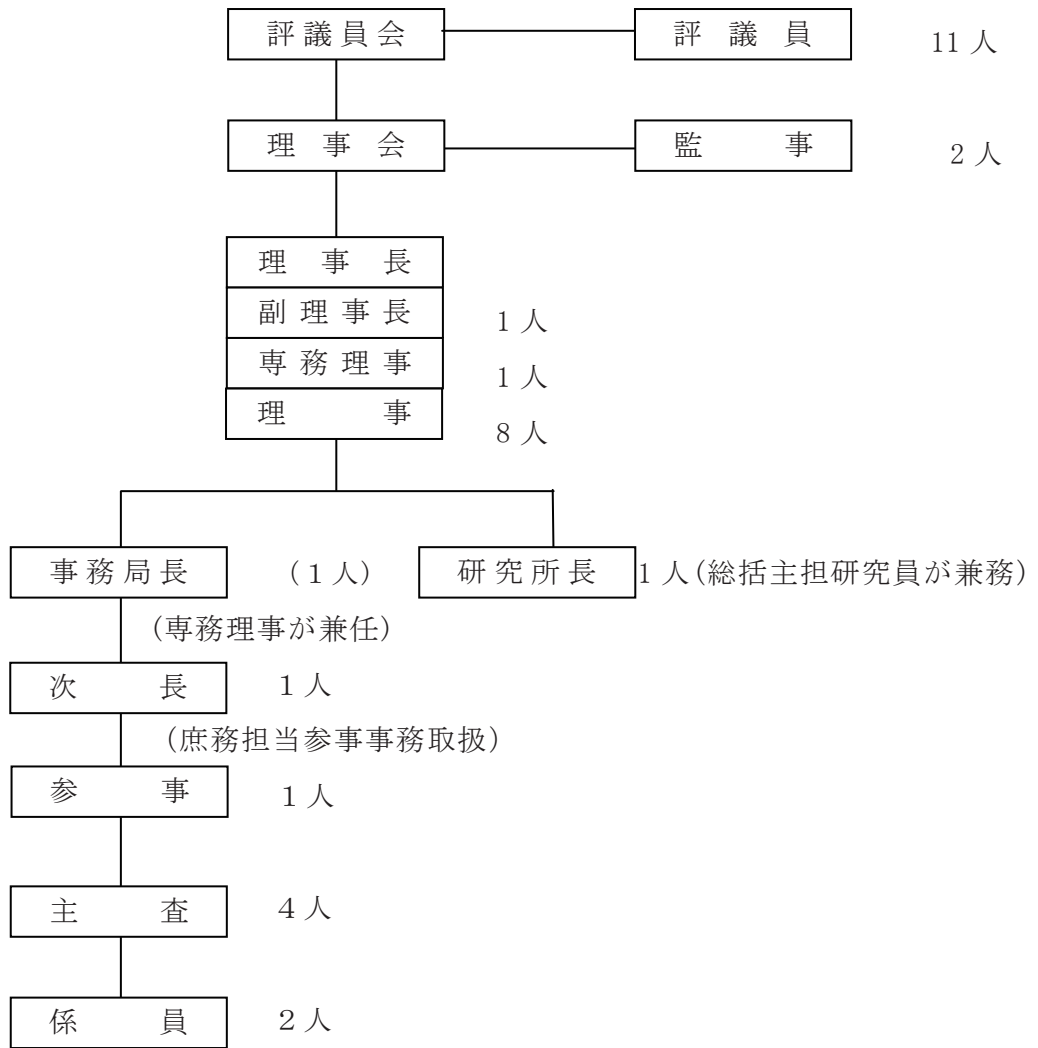 評議員会 評議員 11人
理事会 監事 2人
理事長
副理事長 1人
専務理事 1人
理事 8人
事務局長 (1人) 研究所長 1人(総括主担研究員が兼務)
(専務理事が兼任)
次長 1人
(庶務担当参事事務取扱)
参事 1人
主査 4人
係員 2人